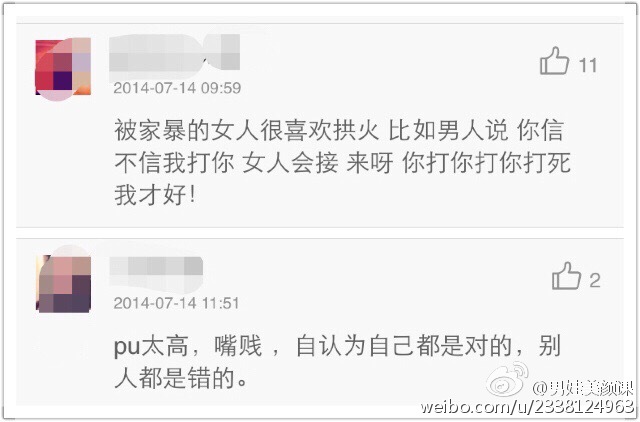 11
2014-07-14 09:59
被家暴的女人很喜欢拱火 比如男人说 你信
不信我打你 女人会接 来呀 你打你打你打死
我才好！
2
2014-07-14 11:51
pu太高，嘴贱 ，自认为自己都是对的，别
人都是错的。
@男娃美颜课
weibo.com/u/2338124963